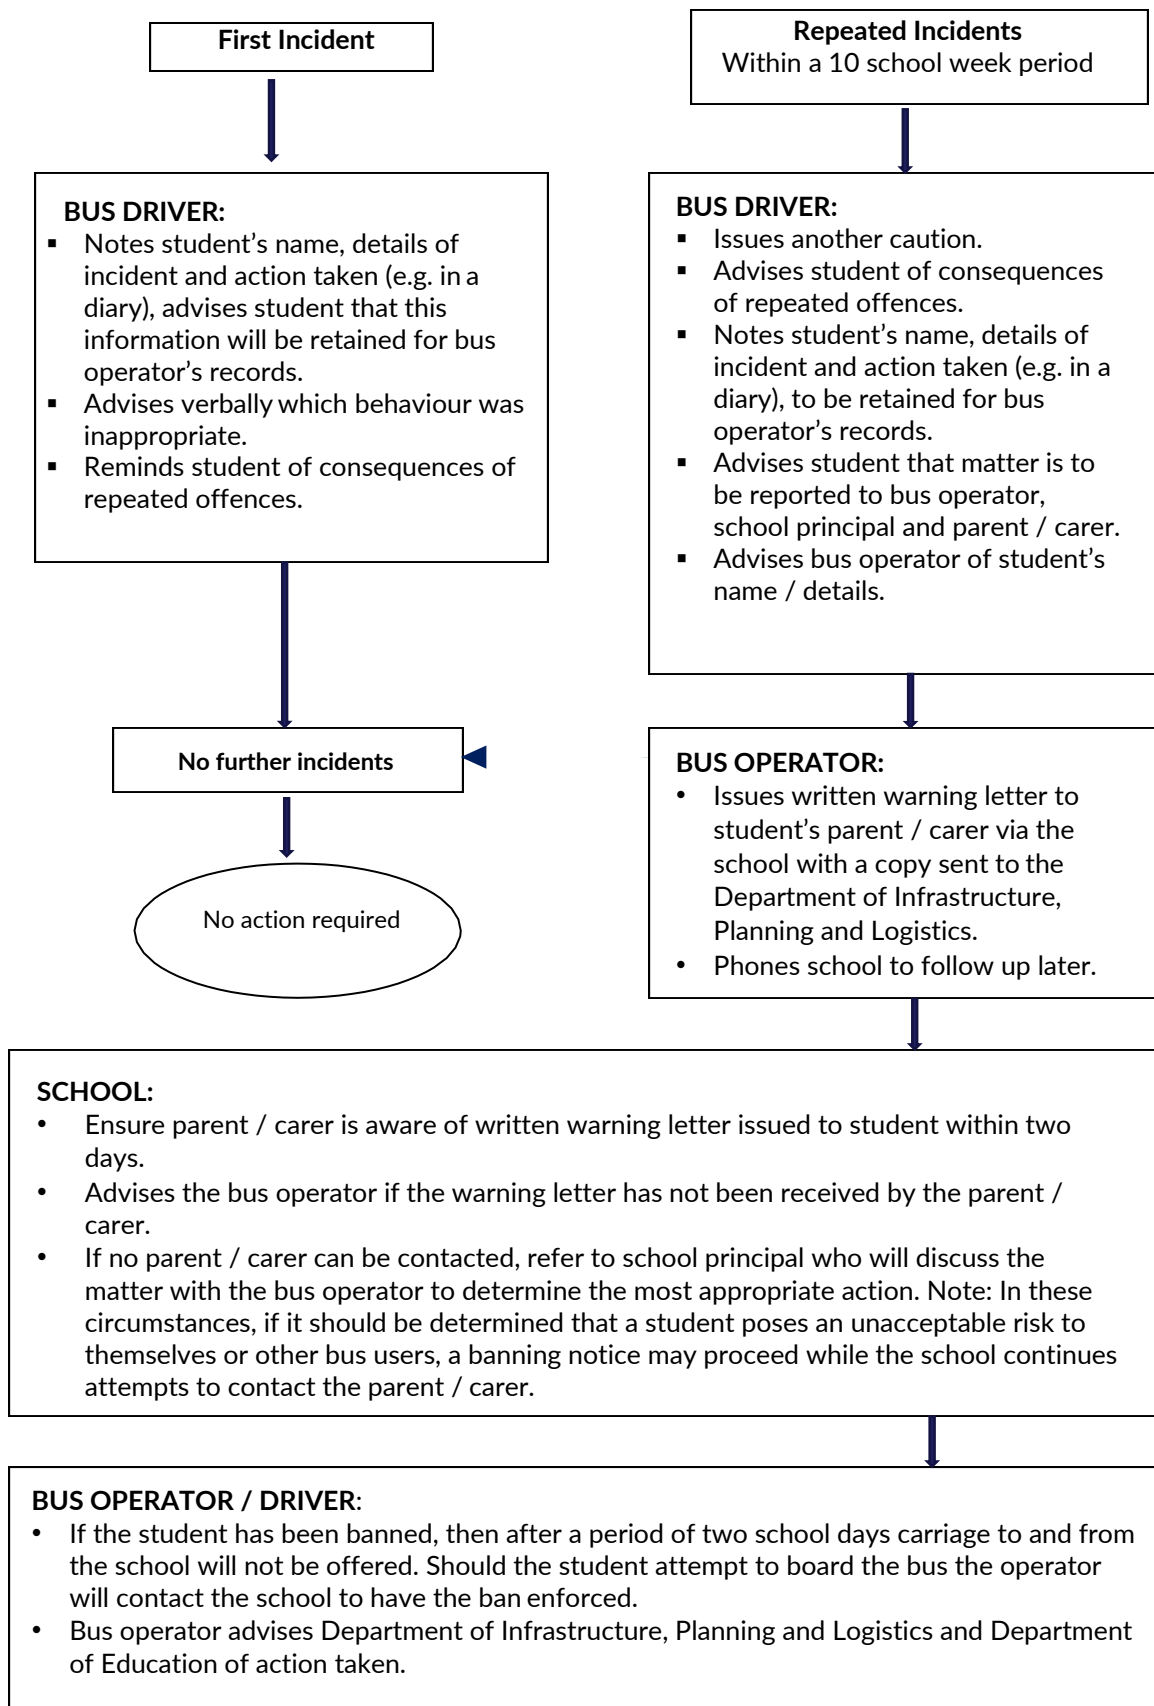 First Incident
Repeated Incidents
Within a 10 school week period
BUS DRIVER:
▪ Notes student’s name, details of
incident and action taken (e.g. in a
diary), advises student that this
information will be retained for bus
operator’s records.
▪ Advises verbally which behaviour was
inappropriate.
▪ Reminds student of consequences of
repeated offences.
BUS DRIVER:
▪ Issues another caution.
▪ Advises student of consequences
of repeated offences.
▪ Notes student’s name, details of
incident and action taken (e.g. in a
diary), to be retained for bus
operator’s records.
▪ Advises student that matter is to
be reported to bus operator,
school principal and parent / carer.
▪ Advises bus operator of student’s
name / details.
No further incidents
No action required
BUS OPERATOR:
• Issues written warning letter to
student’s parent / carer via the
school with a copy sent to the
Department of Infrastructure,
Planning and Logistics.
• Phones school to follow up later.
SCHOOL:
• Ensure parent / carer is aware of written warning letter issued to student within two
days.
• Advises the bus operator if the warning letter has not been received by the parent /
carer.
• If no parent / carer can be contacted, refer to school principal who will discuss the
matter with the bus operator to determine the most appropriate action. Note: In these
circumstances, if it should be determined that a student poses an unacceptable risk to
themselves or other bus users, a banning notice may proceed while the school continues
attempts to contact the parent / carer.
BUS OPERATOR / DRIVER:
• If the student has been banned, then after a period of two school days carriage to and from
the school will not be offered. Should the student attempt to board the bus the operator
will contact the school to have the ban enforced.
• Bus operator advises Department of Infrastructure, Planning and Logistics and Department
of Education of action taken.